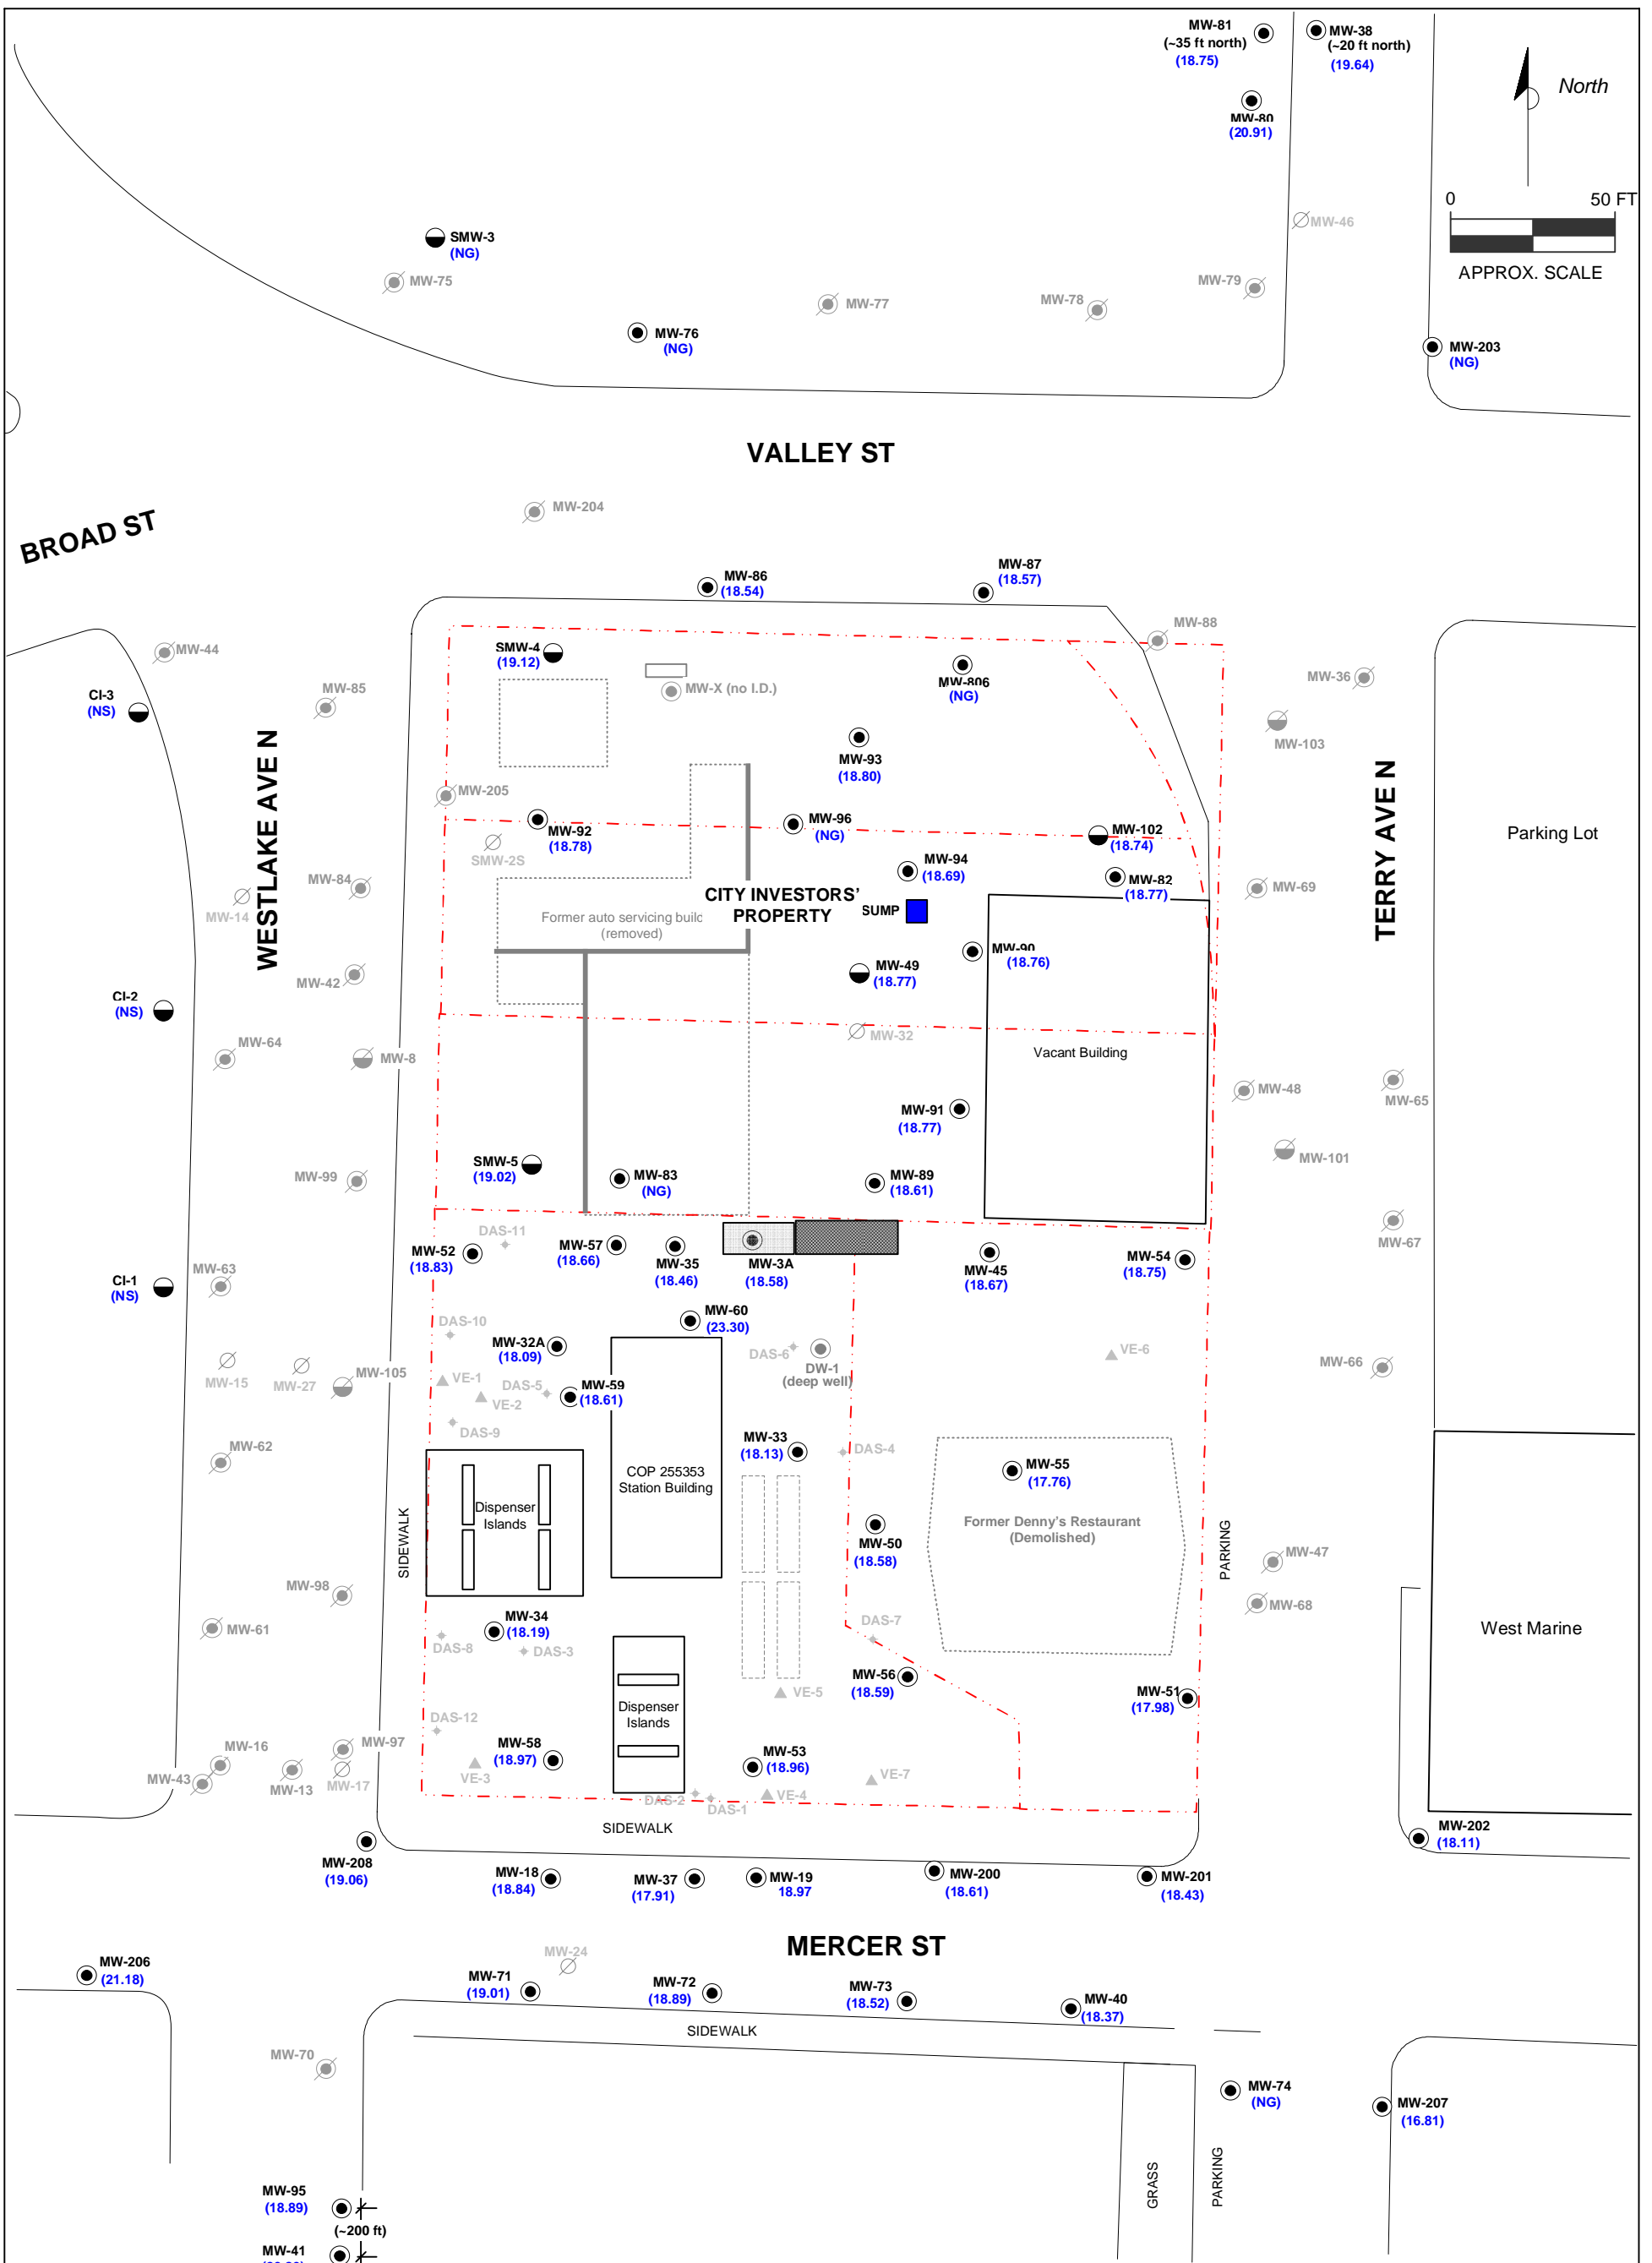 MW-81
(~35 ft north)
(18.75)
MW-38
(~20 ft north)
(19.64)
North
MW-80
(20.91)
0 50 FT
APPROX. SCALE
MW-46
SMW-3
(NG)
MW-75
MW-79
MW-78
MW-77
MW-76
(NG)
MW-203
(NG)
VALLEY ST
MW-204
BROAD ST
MW-86
(18.54)
MW-87
(18.57)
MW-88
MW-44
SMW-4
(19.12)
MW-X (no I.D.)
MW-806
(NG)
MW-36
CI-3
(NS)
MW-85
MW-103
WESTLAKE AVE N
MW-93
(18.80)
TERRY AVE N
MW-205
MW-92
(18.78)
MW-96
(NG)
MW-102
(18.74)
Parking Lot
SMW-2S
MW-94
(18.69)
MW-82
(18.77)
MW-84
MW-69
MW-14
CITY INVESTORS'
PROPERTY
SUMP
Former auto servicing builc
(removed)
MW-90
(18.76)
MW-49
(18.77)
MW-42
CI-2
(NS)
MW-32
MW-64
MW-8
Vacant Building
MW-48
MW-65
MW-91
(18.77)
MW-101
SMW-5
(19.02)
MW-83
(NG)
MW-89
(18.61)
MW-99
DAS-11
MW-67
MW-52
(18.83)
MW-57
(18.66)
MW-35
(18.46)
MW-3A
(18.58)
MW-45
(18.67)
MW-54
(18.75)
MW-63
CI-1
(NS)
MW-60
(23.30)
DAS-10
MW-32A
(18.09)
DAS-6
DW-1
(deep well)
VE-6
MW-66
MW-15
MW-27
MW-105
VE-1
VE-2
DAS-5
MW-59
(18.61)
DAS-9
MW-62
MW-33
(18.13)
DAS-4
MW-55
(17.76)
COP 255353
Station Building
Dispenser
Islands
SIDEWALK
Former Denny's Restaurant
(Demolished)
MW-50
(18.58)
PARKING
MW-47
MW-98
MW-68
MW-61
MW-34
(18.19)
DAS-8
DAS-3
DAS-7
West Marine
MW-56
(18.59)
MW-51
(17.98)
VE-5
Dispenser
Islands
DAS-12
MW-16
MW-97
MW-58
(18.97)
MW-53
(18.96)
MW-43
MW-13
MW-17
VE-3
VE-7
DAS-2
DAS-1
VE-4
SIDEWALK
MW-202
(18.11)
MW-208
(19.06)
MW-18
(18.84)
MW-37
(17.91)
MW-19
18.97
MW-200
(18.61)
MW-201
(18.43)
MERCER ST
MW-24
MW-206
(21.18)
MW-71
(19.01)
MW-72
(18.89)
MW-73
(18.52)
MW-40
(18.37)
SIDEWALK
MW-70
MW-74
(NG)
MW-207
(16.81)
GRASS
PARKING
MW-95
(18.89)
(~200 ft)
MW-41